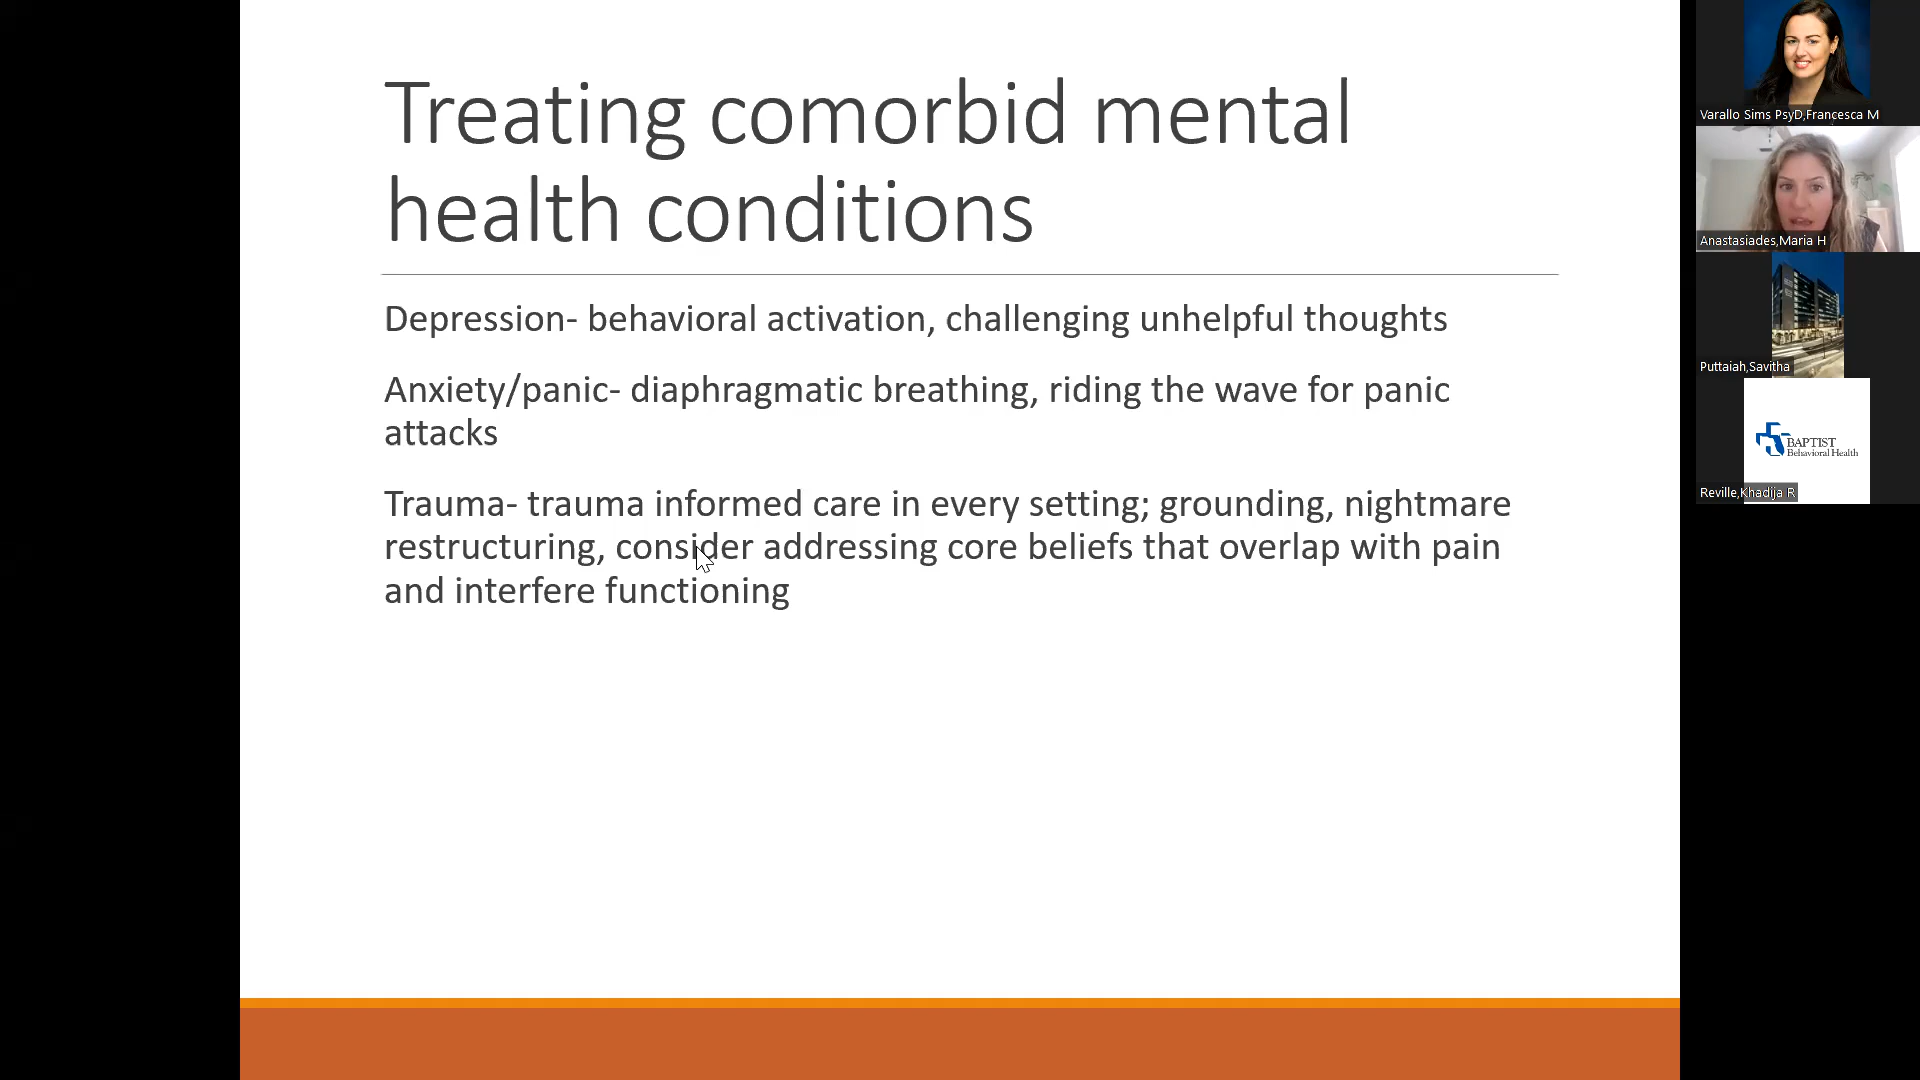 Treating comorbid mental
health conditions
Depression- behavioral activation, challenging unhelpful thoughts
Anxiety/panic- diaphragmatic breathing, riding the wave for panic
attacks
Trauma- trauma informed care in every setting; grounding, nightmare
restructuring, consider addressing core beliefs that overlap with pain
and interfere functioning
Varallo Sims PsyD,Francesca M
Anastasiades,Maria H
Puttaiah,Savitha
BAPTIST
Behavioral Health
Reville,Khadija R